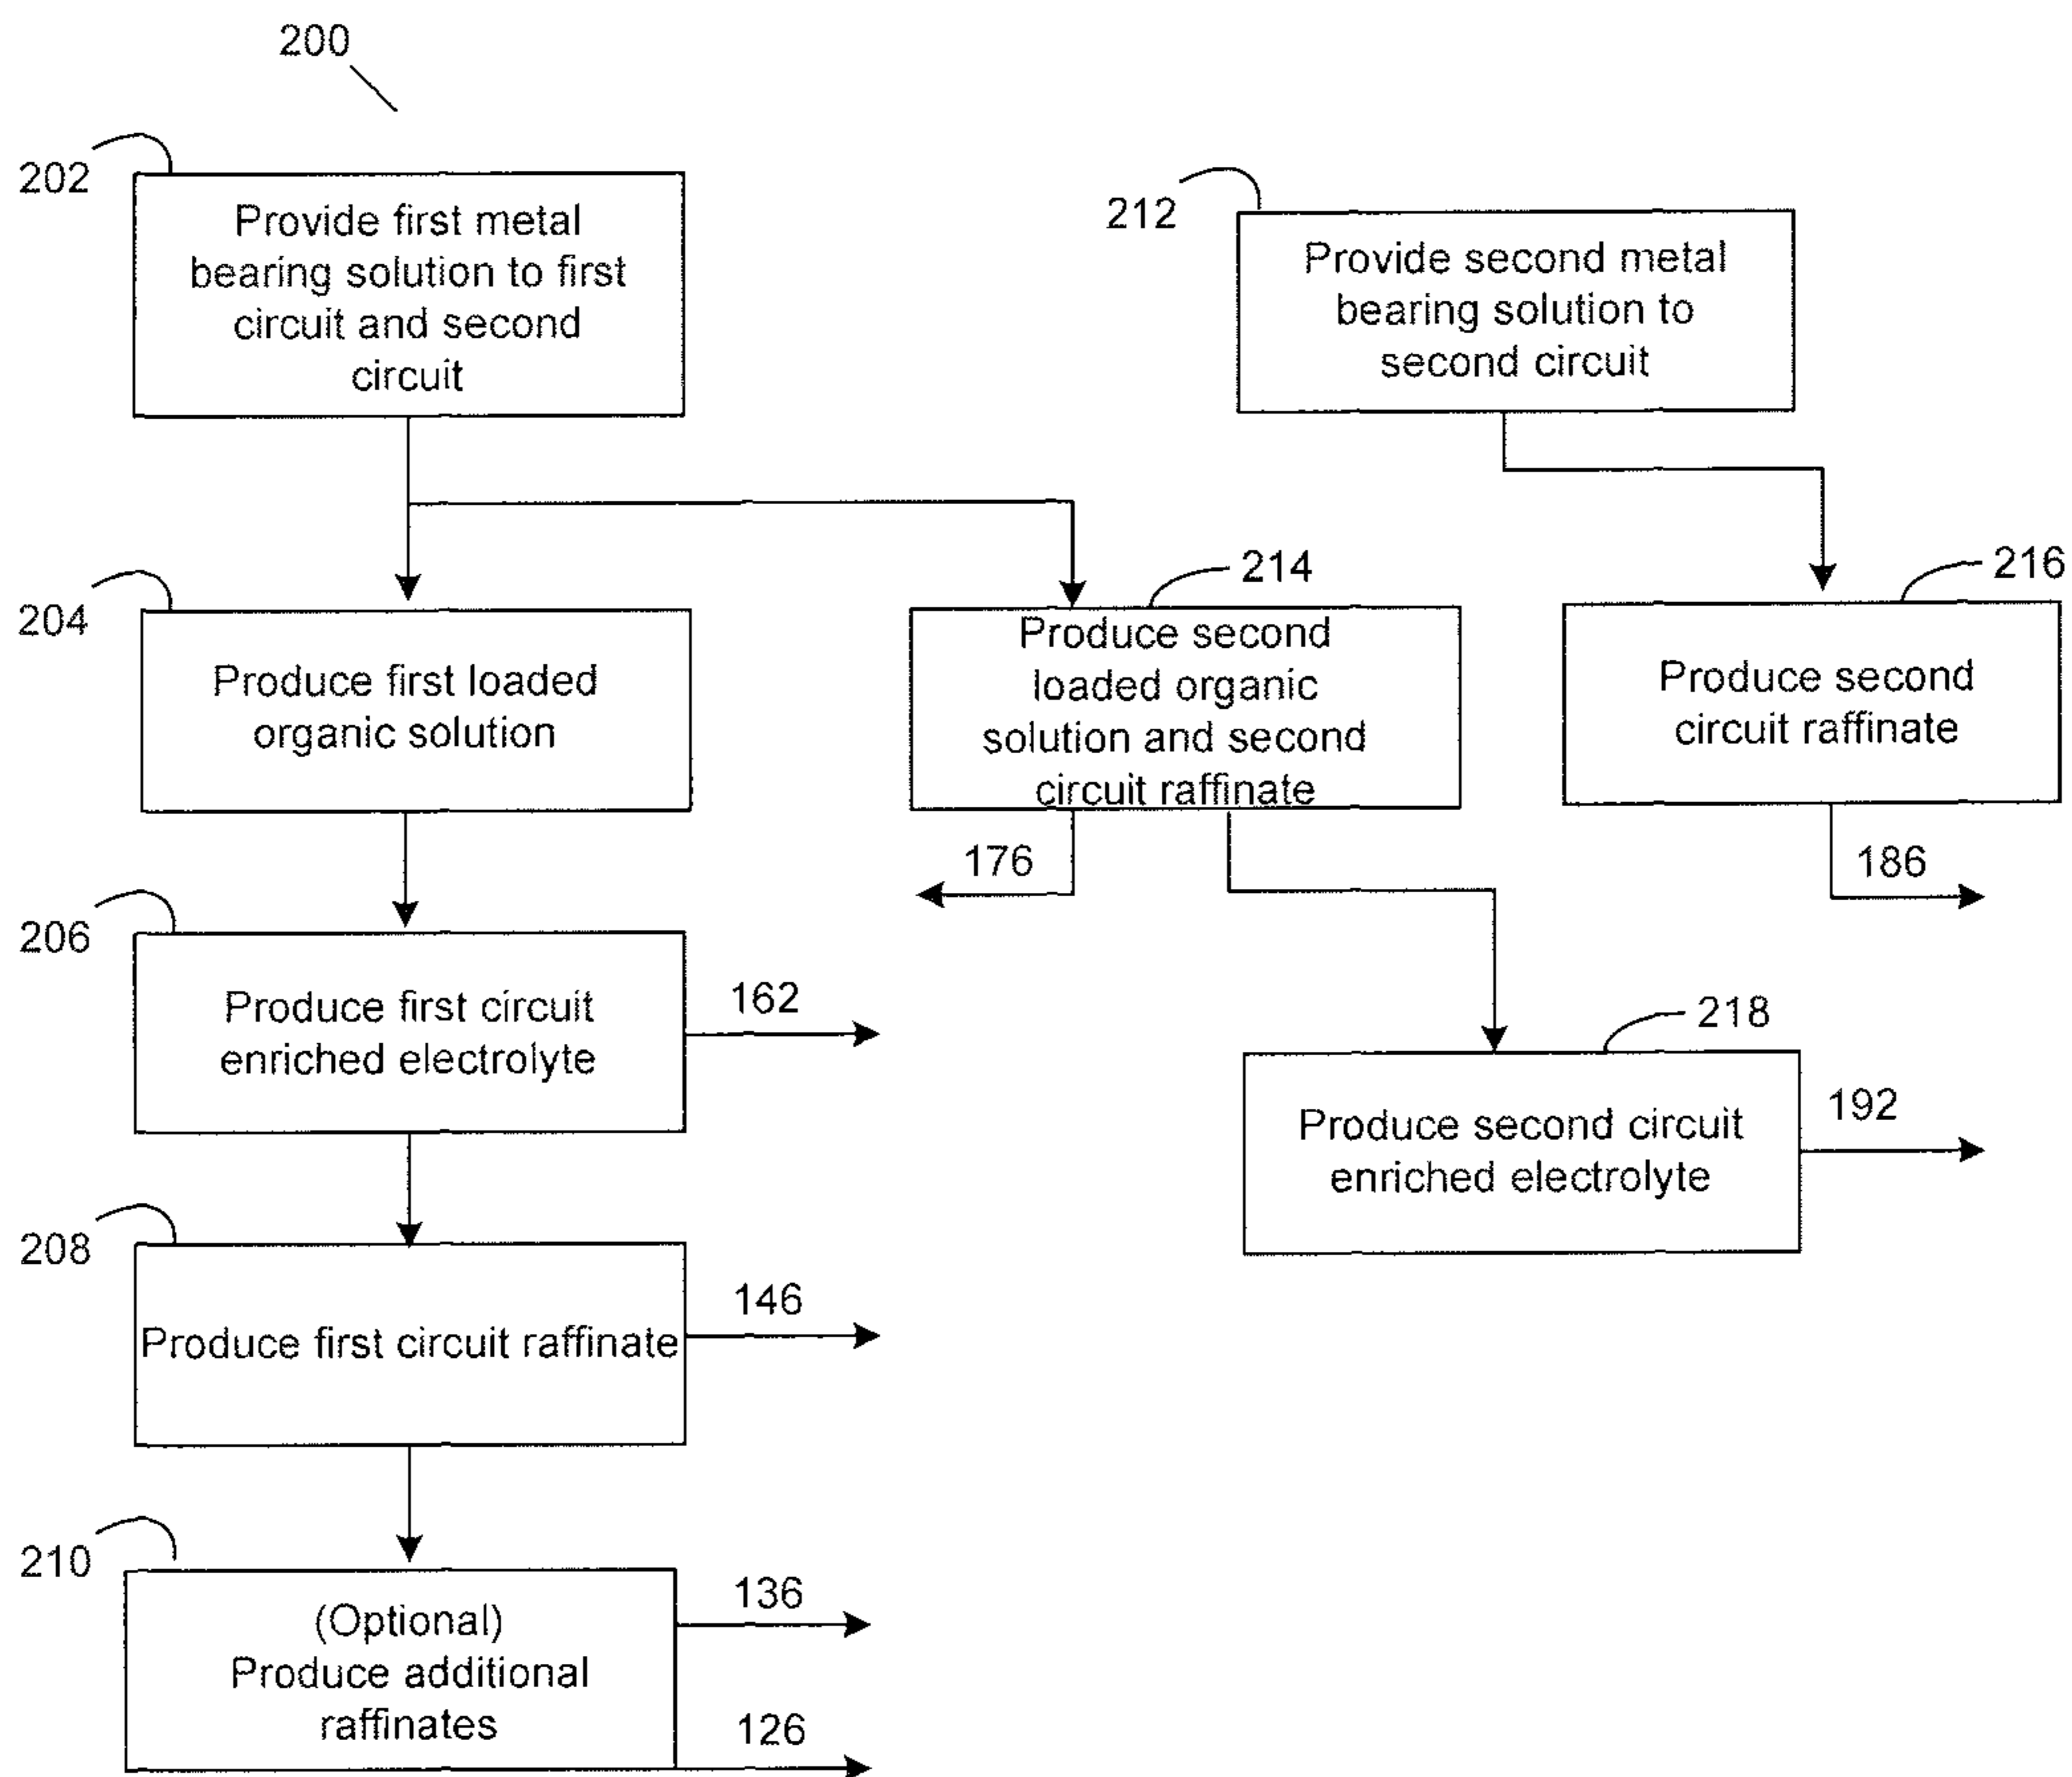 200
202
Provide first metal
bearing solution to first
circuit and second
circuit
212
Provide second metal
bearing solution to
second circuit
204
Produce first loaded
organic solution
214
Produce second
loaded organic
solution and second
circuit raffinate
216
Produce second
circuit raffinate
176
186
206
Produce first circuit
enriched electrolyte
162
218
Produce second circuit
enriched electrolyte
192
208
Produce first circuit raffinate
146
210
(Optional)
Produce additional
raffinates
136
126